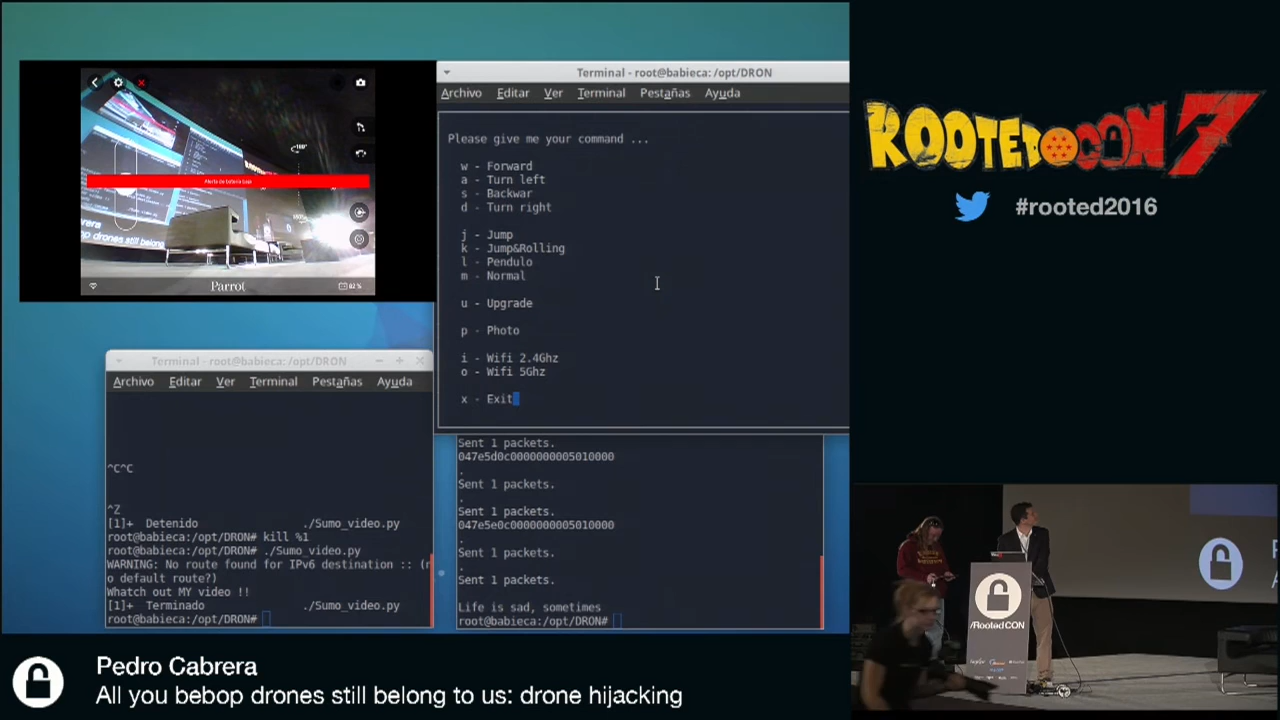 Alerta de batería baja
Parrot
82 %
Terminal - root@babieca: /opt/DRON
Archivo Editar Ver Terminal Pestañas Ayuda
Please give me your command ...
w - Forward
a - Turn left
s - Backwar
d - Turn right
j - Jump
k - Jump&Rolling
l - Pendulo
m - Normal
u - Upgrade
p - Photo
i - Wifi 2.4Ghz
o - Wifi 5Ghz
x - Exit
Terminal - root@babieca: /opt/DRON
Archivo Editar Ver Terminal Pestañas Ayuda
^C^C
^Z
[1]+ Detenido ./Sumo_video.py
root@babieca:/opt/DRON# kill %1
root@babieca:/opt/DRON# ./Sumo_video.py
WARNING: No route found for IPv6 destination :: (n
o default route?)
Whatch out MY video !!
[1]+ Terminado ./Sumo_video.py
root@babieca:/opt/DRON#
Sent 1 packets.
047e5d0c0000000005010000
.
Sent 1 packets.
.
Sent 1 packets.
047e5e0c0000000005010000
.
Sent 1 packets.
.
Sent 1 packets.
Life is sad, sometimes
root@babieca:/opt/DRON#
ROOTEDCON 7
#rooted2016
/RootedCON
Pedro Cabrera
All you bebop drones still belong to us: drone hijacking